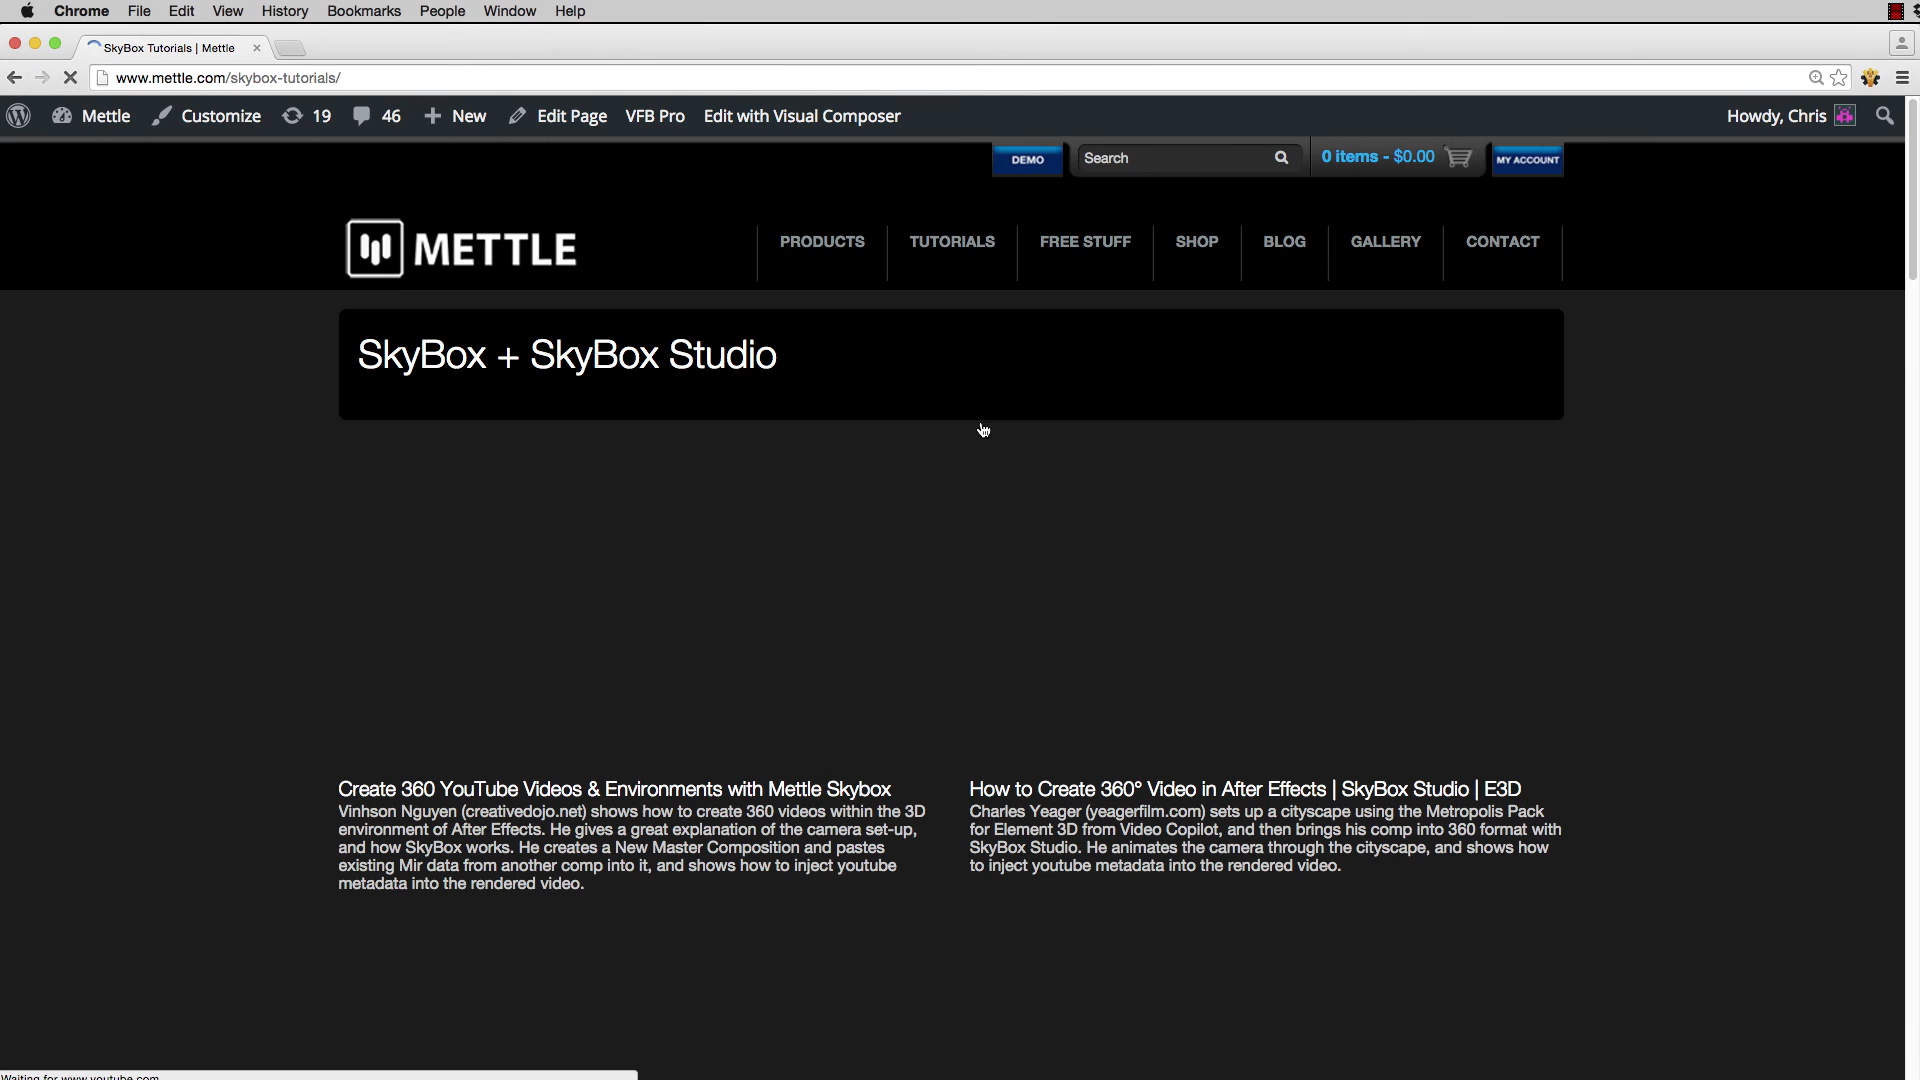 Chrome File Edit View History Bookmarks People Window Help
SkyBox Tutorials | Mettle
www.mettle.com/skybox-tutorials/
Mettle Customize 19 46 New Edit Page VFB Pro Edit with Visual Composer Howdy, Chris
DEMO Search 0 items - $0.00 MY ACCOUNT
METTLE
PRODUCTS TUTORIALS FREE STUFF SHOP BLOG GALLERY CONTACT
SkyBox + SkyBox Studio
Create 360 YouTube Videos & Environments with Mettle Skybox
Vinhson Nguyen (creativedojo.net) shows how to create 360 videos within the 3D
environment of After Effects. He gives a great explanation of the camera set-up,
and how SkyBox works. He creates a New Master Composition and pastes
existing Mir data from another comp into it, and shows how to inject youtube
metadata into the rendered video.
How to Create 360° Video in After Effects | SkyBox Studio | E3D
Charles Yeager (yeagerfilm.com) sets up a cityscape using the Metropolis Pack
for Element 3D from Video Copilot, and then brings his comp into 360 format with
SkyBox Studio. He animates the camera through the cityscape, and shows how
to inject youtube metadata into the rendered video.
Waiting for www.youtube.com